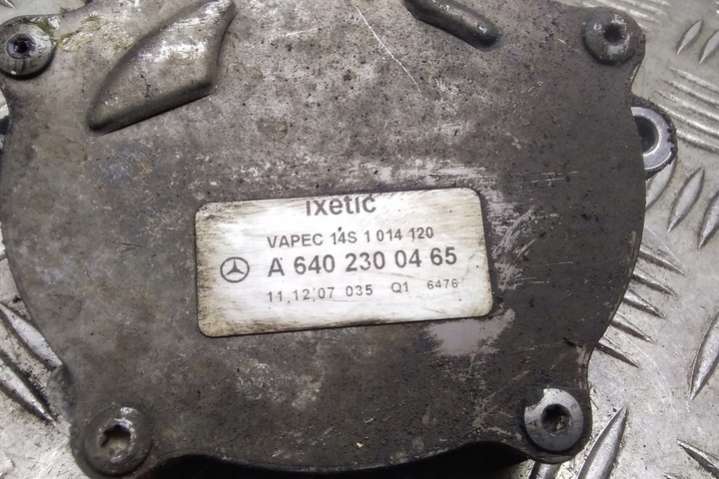 ixetic
VAPEC 14S 1 014 120
A 640 230 04 65
11,12,07 035 Q1 6476